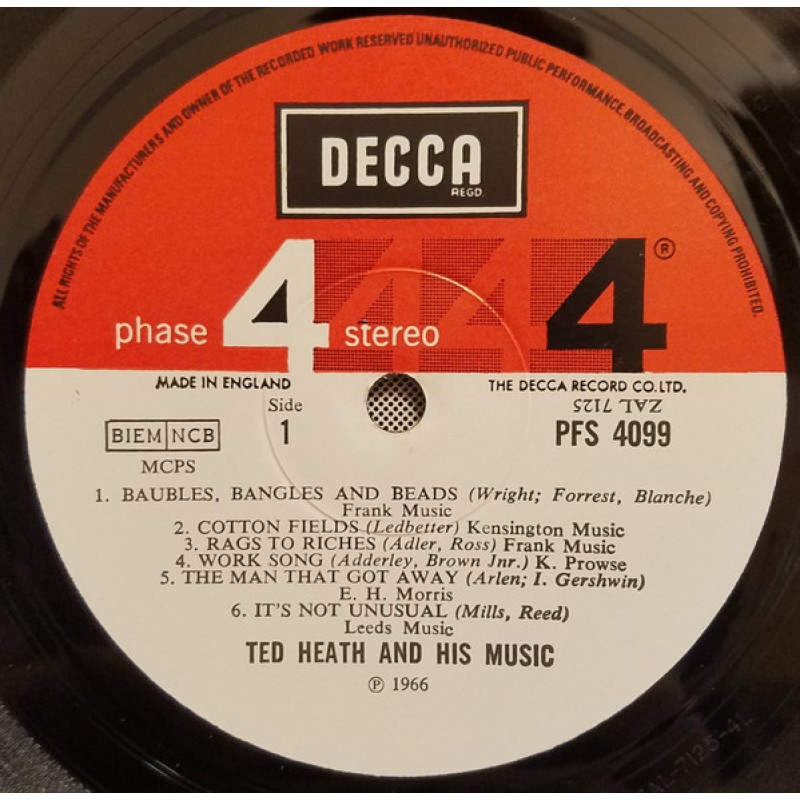 ALL RIGHTS OF THE MANUFACTURERS AND OWNER OF THE RECORDED WORK RESERVED UNAUTHORIZED PUBLIC PERFORMANCE, BROADCASTING AND COPYING PROHIBITED.
DECCA
REGD.
phase 4 stereo 4 4 4 ®
MADE IN ENGLAND
THE DECCA RECORD CO. LTD.
Side
1
ZAL 7125
PFS 4099
BIEM NCB
MCPS
1. BAUBLES, BANGLES AND BEADS (Wright; Forrest, Blanche)
Frank Music
2. COTTON FIELDS (Ledbetter) Kensington Music
3. RAGS TO RICHES (Adler, Ross) Frank Music
4. WORK SONG (Adderley, Brown Jnr.) K. Prowse
5. THE MAN THAT GOT AWAY (Arlen; I. Gershwin)
E. H. Morris
6. IT'S NOT UNUSUAL (Mills, Reed)
Leeds Music
TED HEATH AND HIS MUSIC
℗ 1966